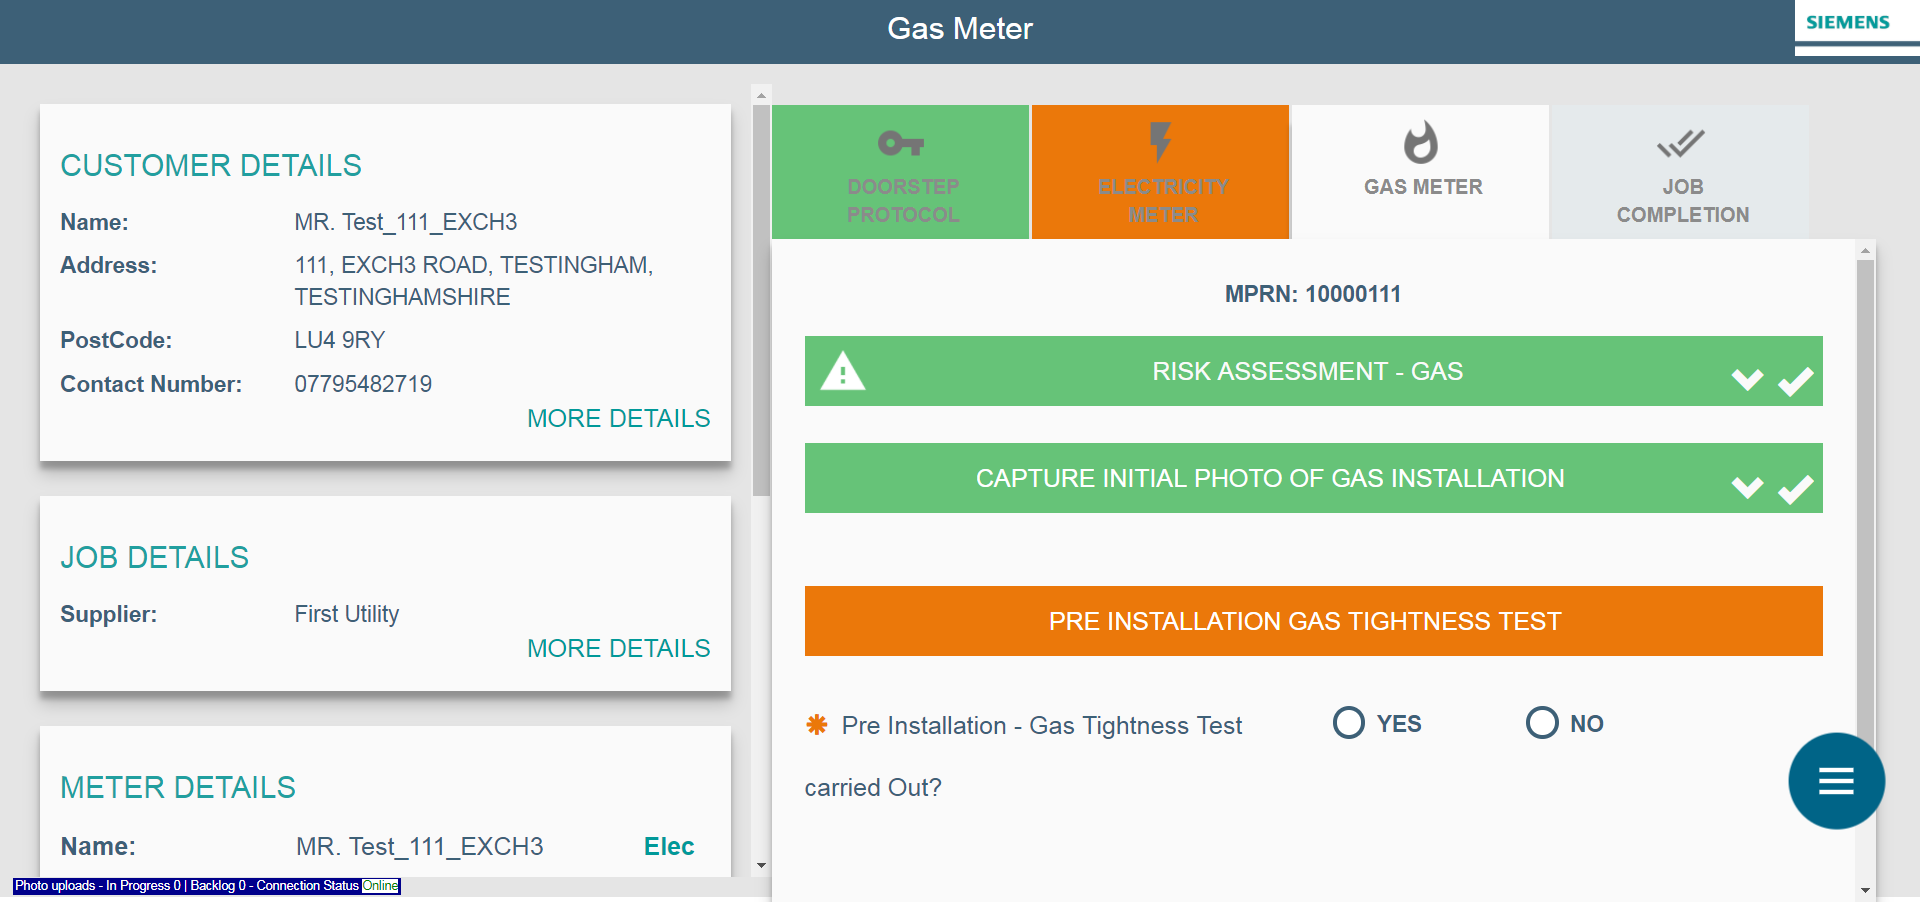 Gas Meter
SIEMENS
CUSTOMER DETAILS
Name: MR. Test_111_EXCH3
Address: 111, EXCH3 ROAD, TESTINGHAM,
TESTINGHAMSHIRE
PostCode: LU4 9RY
Contact Number: 07795482719
MORE DETAILS
JOB DETAILS
Supplier: First Utility
MORE DETAILS
METER DETAILS
Name: MR. Test_111_EXCH3 Elec
Photo uploads - In Progress 0 | Backlog 0 - Connection Status Online
DOORSTEP
PROTOCOL
ELECTRICITY
METER
GAS METER
JOB
COMPLETION
MPRN: 10000111
RISK ASSESSMENT - GAS
CAPTURE INITIAL PHOTO OF GAS INSTALLATION
PRE INSTALLATION GAS TIGHTNESS TEST
Pre Installation - Gas Tightness Test YES NO
carried Out?